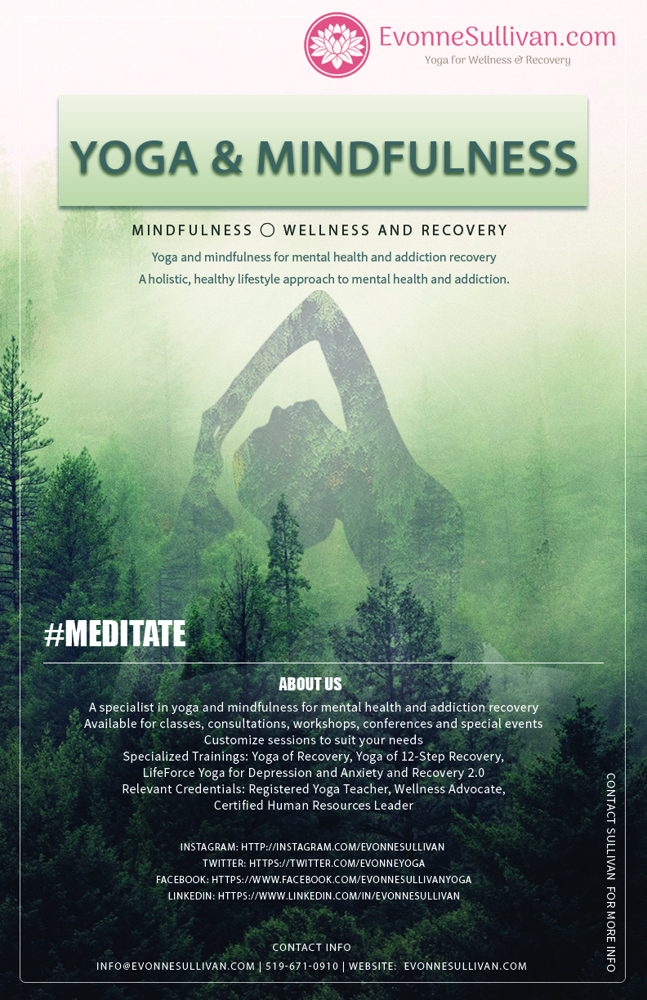 EvonneSullivan.com
Yoga for Wellness & Recovery
YOGA & MINDFULNESS
MINDFULNESS ○ WELLNESS AND RECOVERY
Yoga and mindfulness for mental health and addiction recovery
A holistic, healthy lifestyle approach to mental health and addiction.
#MEDITATE
ABOUT US
A specialist in yoga and mindfulness for mental health and addiction recovery
Available for classes, consultations, workshops, conferences and special events
Customize sessions to suit your needs
Specialized Trainings: Yoga of Recovery, Yoga of 12-Step Recovery,
LifeForce Yoga for Depression and Anxiety and Recovery 2.0
Relevant Credentials: Registered Yoga Teacher, Wellness Advocate,
Certified Human Resources Leader
INSTAGRAM: HTTP://INSTAGRAM.COM/EVONNESULLIVAN
TWITTER: HTTPS://TWITTER.COM/EVONNEYOGA
FACEBOOK: HTTPS://WWW.FACEBOOK.COM/EVONNESULLIVANYOGA
LINKEDIN: HTTPS://WWW.LINKEDIN.COM/IN/EVONNESULLIVAN
CONTACT INFO
INFO@EVONNESULLIVAN.COM | 519-671-0910 | WEBSITE: EVONNESULLIVAN.COM
CONTACT SULLIVAN FOR MORE INFO